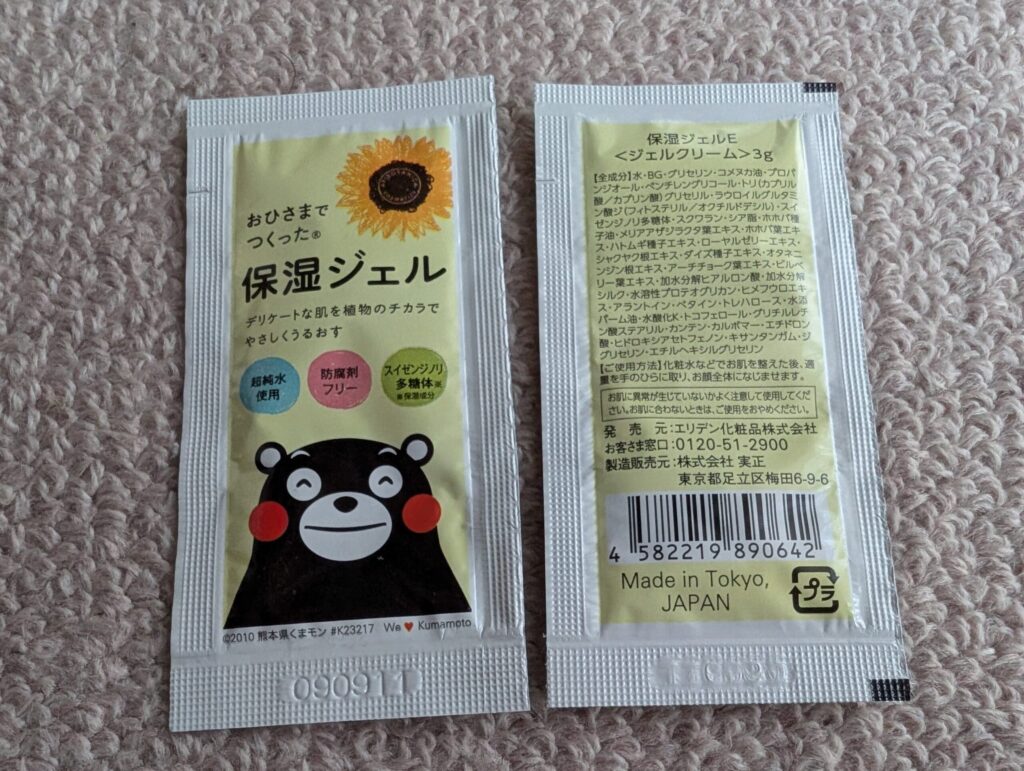 おひさまで
つくった®
保湿ジェル
デリケートな肌を植物のチカラで
やさしくうるおす
超純水
使用
防腐剤
フリー
スイゼンジノリ
多糖体※
※保湿成分
©2010 熊本県くまモン #K23217 We ♥ Kumamoto
090911
保湿ジェルE
<ジェルクリーム>3g
【全成分】水・BG・グリセリン・コメヌカ油・プロパ
ンジオール・ペンチレングリコール・トリ(カプリル
酸/カプリン酸)グリセリル・ラウロイルグルタミ
ン酸ジ(フィトステリル/オクチルドデシル)・スイ
ゼンジノリ多糖体・スクワラン・シア脂・ホホバ種
子油・メリアアザジラクタ葉エキス・ホホバ葉エキ
ス・ハトムギ種子エキス・ローヤルゼリーエキス・
シャクヤク根エキス・ダイズ種子エキス・オタネニ
ンジン根エキス・アーチチョーク葉エキス・ビルベ
リー葉エキス・加水分解ヒアルロン酸・加水分解
シルク・水溶性プロテオグリカン・ヒメフウロエキ
ス・アラントイン・ベタイン・トレハロース・水添
パーム油・水酸化K・トコフェロール・グリチルレチ
ン酸ステアリル・カンテン・カルボマー・エチドロン
酸・ヒドロキシアセトフェノン・キサンタンガム・ジ
グリセリン・エチルヘキシルグリセリン
【ご使用方法】化粧水などでお肌を整えた後、適
量を手のひらに取り、お顔全体になじませます。
お肌に異常が生じていないかよく注意して使用してくだ
さい。お肌に合わないときは、ご使用をおやめください。
発 売 元:エリデン化粧品株式会社
お客さま窓口:0120-51-2900
製造販売元:株式会社 実正
東京都足立区梅田6-9-6
4 582219 890642
Made in Tokyo,
JAPAN
プラ